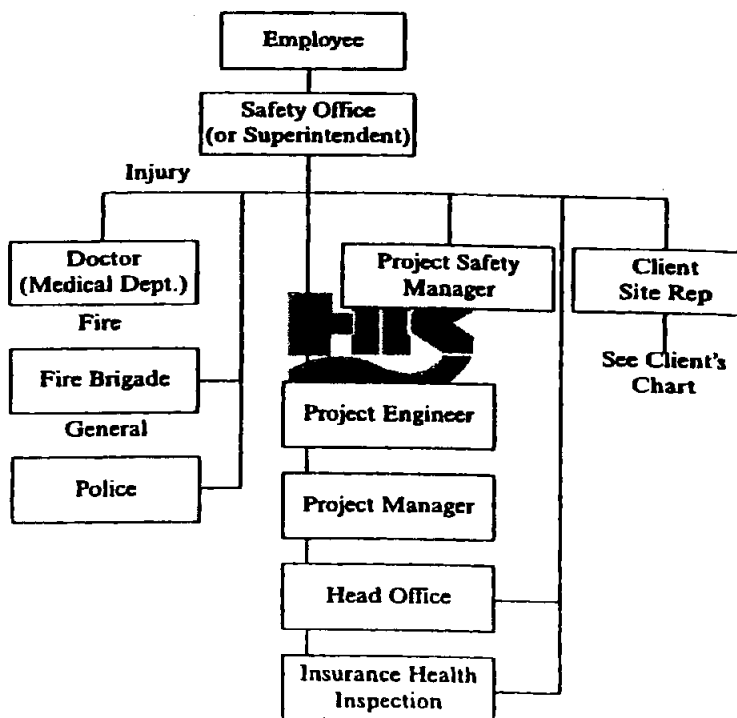 Employee
Safety Office
(or Superintendent)
Injury
Doctor
(Medical Dept.)
Project Safety
Manager
Client
Site Rep
Fire
Fire Brigade
See Client's
Chart
General
Project Engineer
Police
Project Manager
Head Office
Insurance Health
Inspection